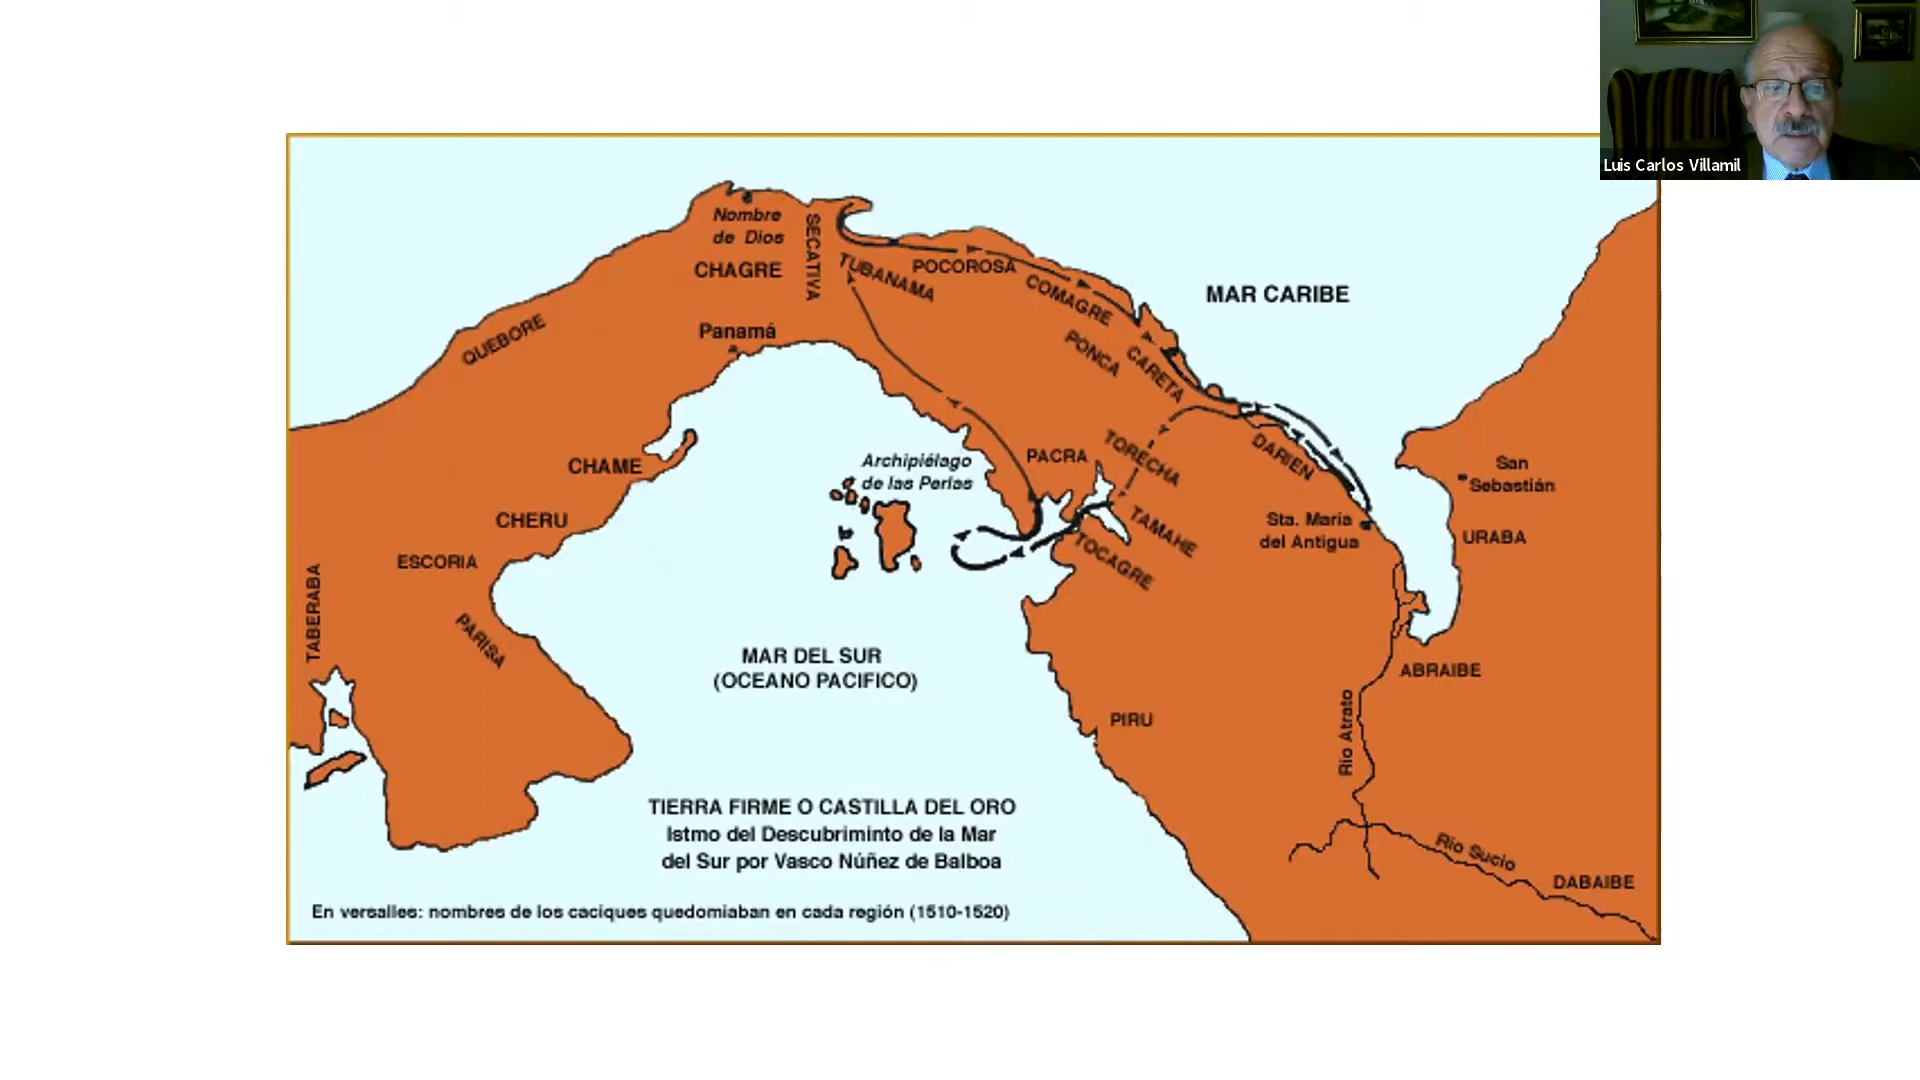 Luis Carlos Villamil
Nombre
de Dios
SECATIVA
CHAGRE
TUBANAMA
POCOROSA
COMAGRE
MAR CARIBE
QUEBORE
Panamá
PONCA
CARETA
CHAME
Archipiélago
de las Perlas
PACRA
TORECHA
DARIEN
San
Sebastián
CHERU
Sta. María
del Antigua
TAMAHE
URABA
ESCORIA
TOCAGRE
TABERABA
PARISA
MAR DEL SUR
(OCEANO PACIFICO)
ABRAIBE
PIRU
Río Atrato
TIERRA FIRME O CASTILLA DEL ORO
Istmo del Descubriminto de la Mar
del Sur por Vasco Núñez de Balboa
Río Sucio
DABAIBE
En versalles: nombres de los caciques quedomiaban en cada región (1510-1520)